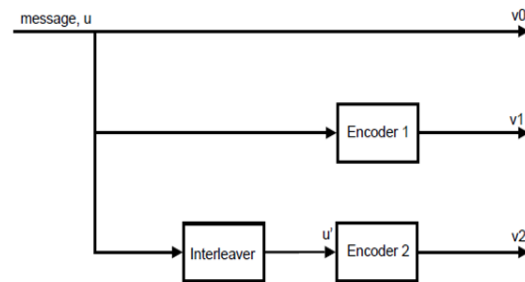 message, u
v0
Encoder 1
v1
Interleaver
u'
Encoder 2
v2